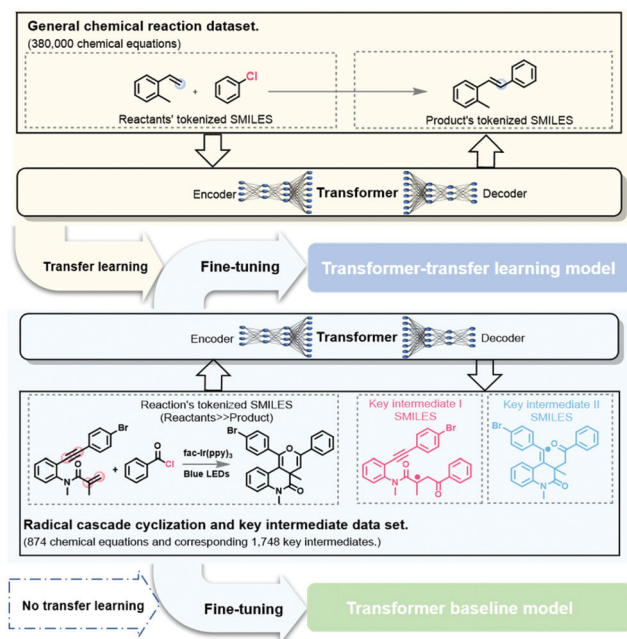 General chemical reaction dataset.
(380,000 chemical equations)
Cl
+
Reactants' tokenized SMILES
Product's tokenized SMILES
Encoder
Transformer
Decoder
Transfer learning
Fine-tuning
Transformer-transfer learning model
Encoder
Transformer
Decoder
Reaction's tokenized SMILES
(Reactants>>Product)
Br
O
N
+
O
Cl
fac-Ir(ppy)3
Blue LEDs
Br
O
N
O
Key intermediate I
SMILES
Br
O
N
O
Key intermediate II
SMILES
Br
O
N
O
Radical cascade cyclization and key intermediate data set.
(874 chemical equations and corresponding 1,748 key intermediates.)
No transfer learning
Fine-tuning
Transformer baseline model